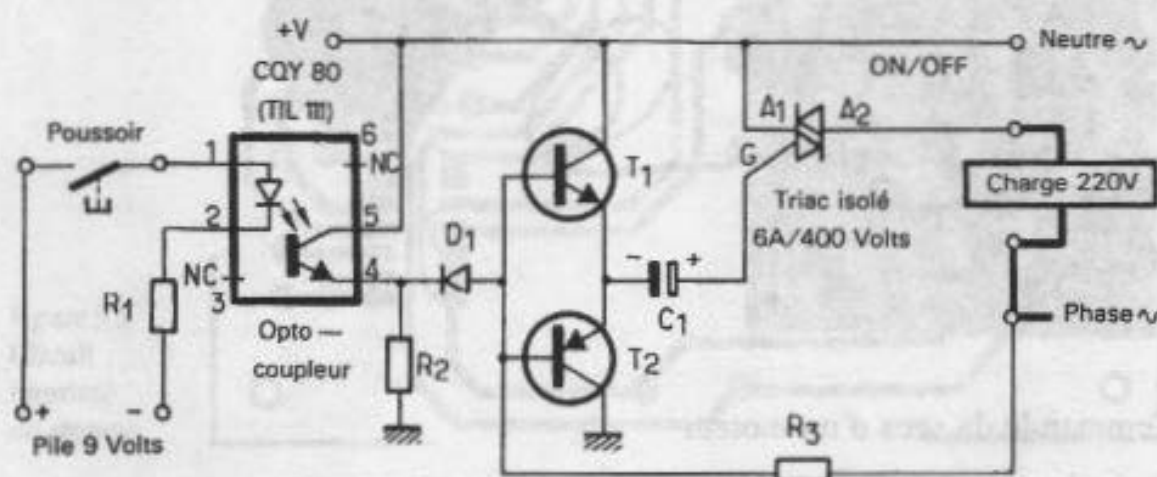 +V
Neutre ~
CQY 80
(TIL 111)
ON/OFF
Poussoir
1
6
NC
A1
A2
T1
G
Charge 220V
2
5
D1
Triac isolé
6A/400 Volts
NC
4
3
R1
- +
C1
Phase ~
Opto —
coupleur
R2
T2
+ -
Pile 9 Volts
R3